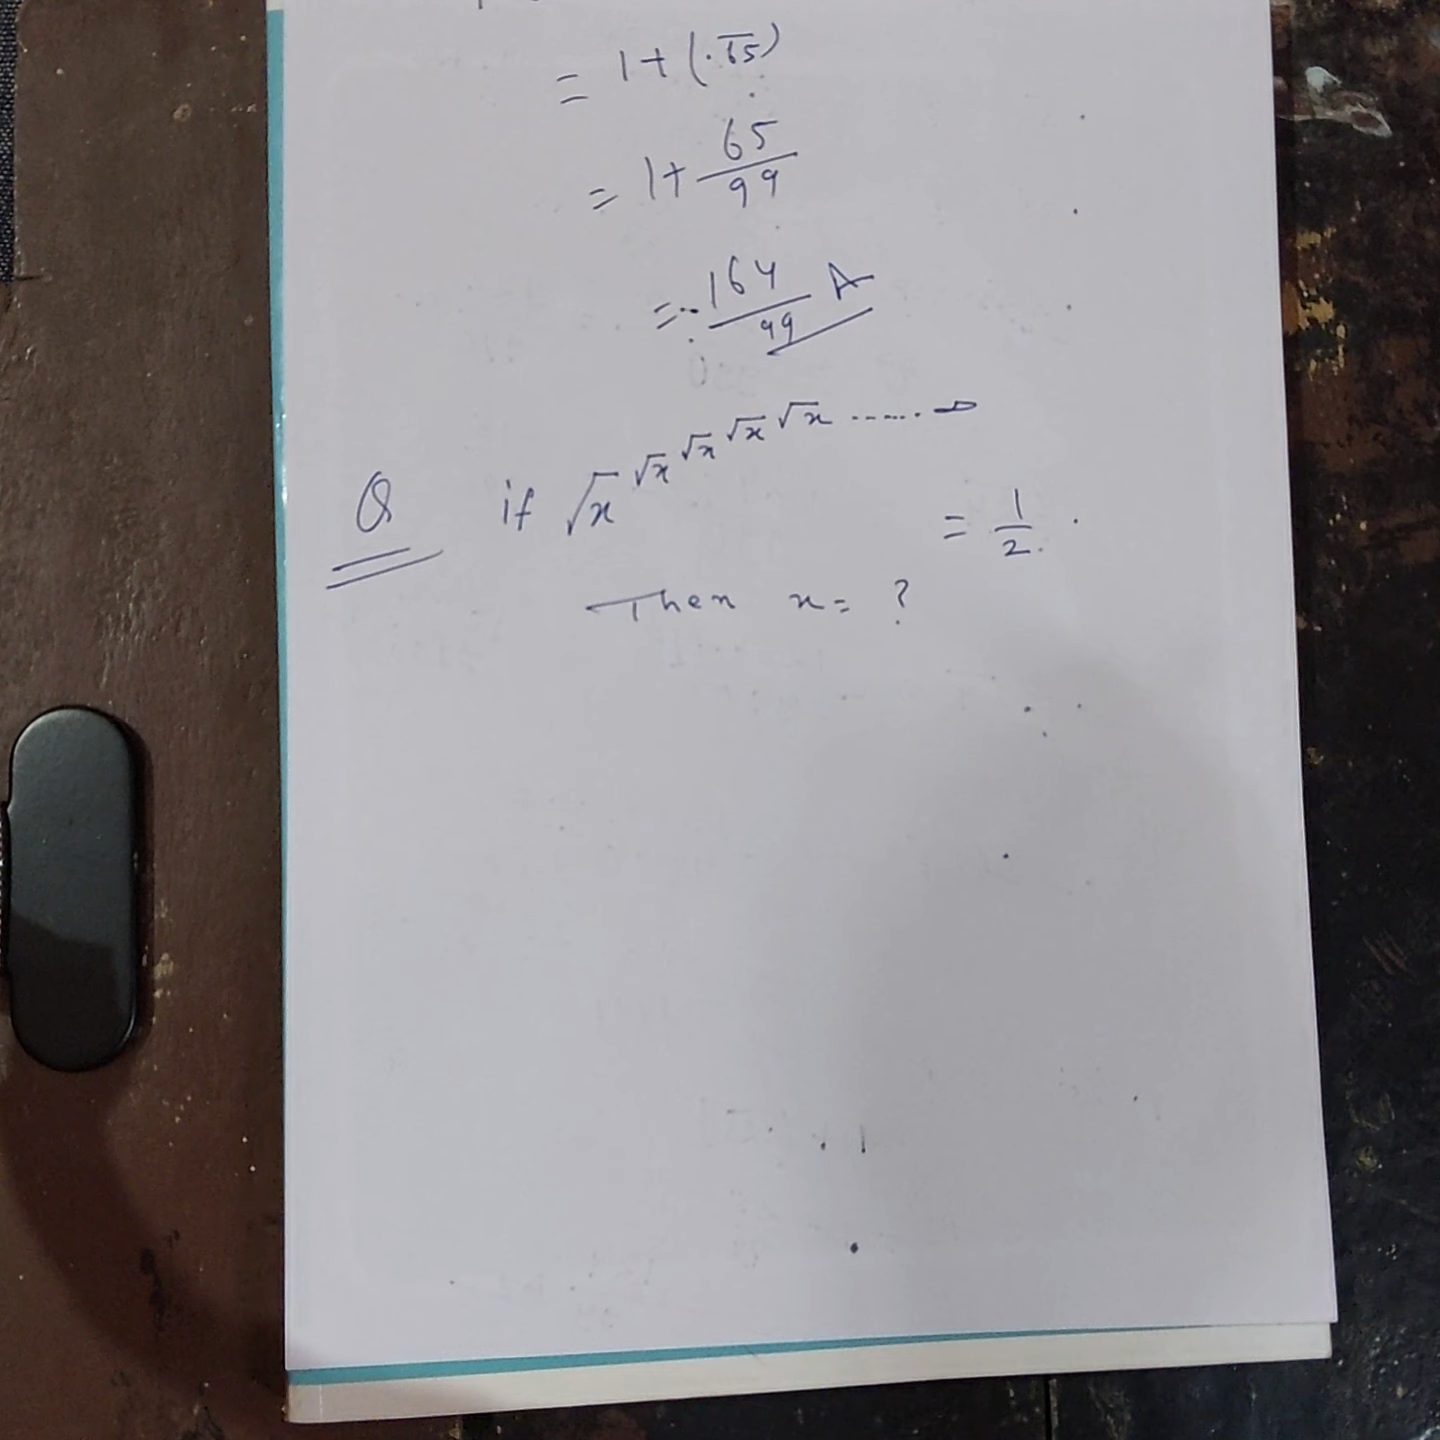 = 1 + (.65)
= 1 + 65/99
= 164/99 A
Q if √x^√x^√x^√x^√x ...... = 1/2.
Then x = ?